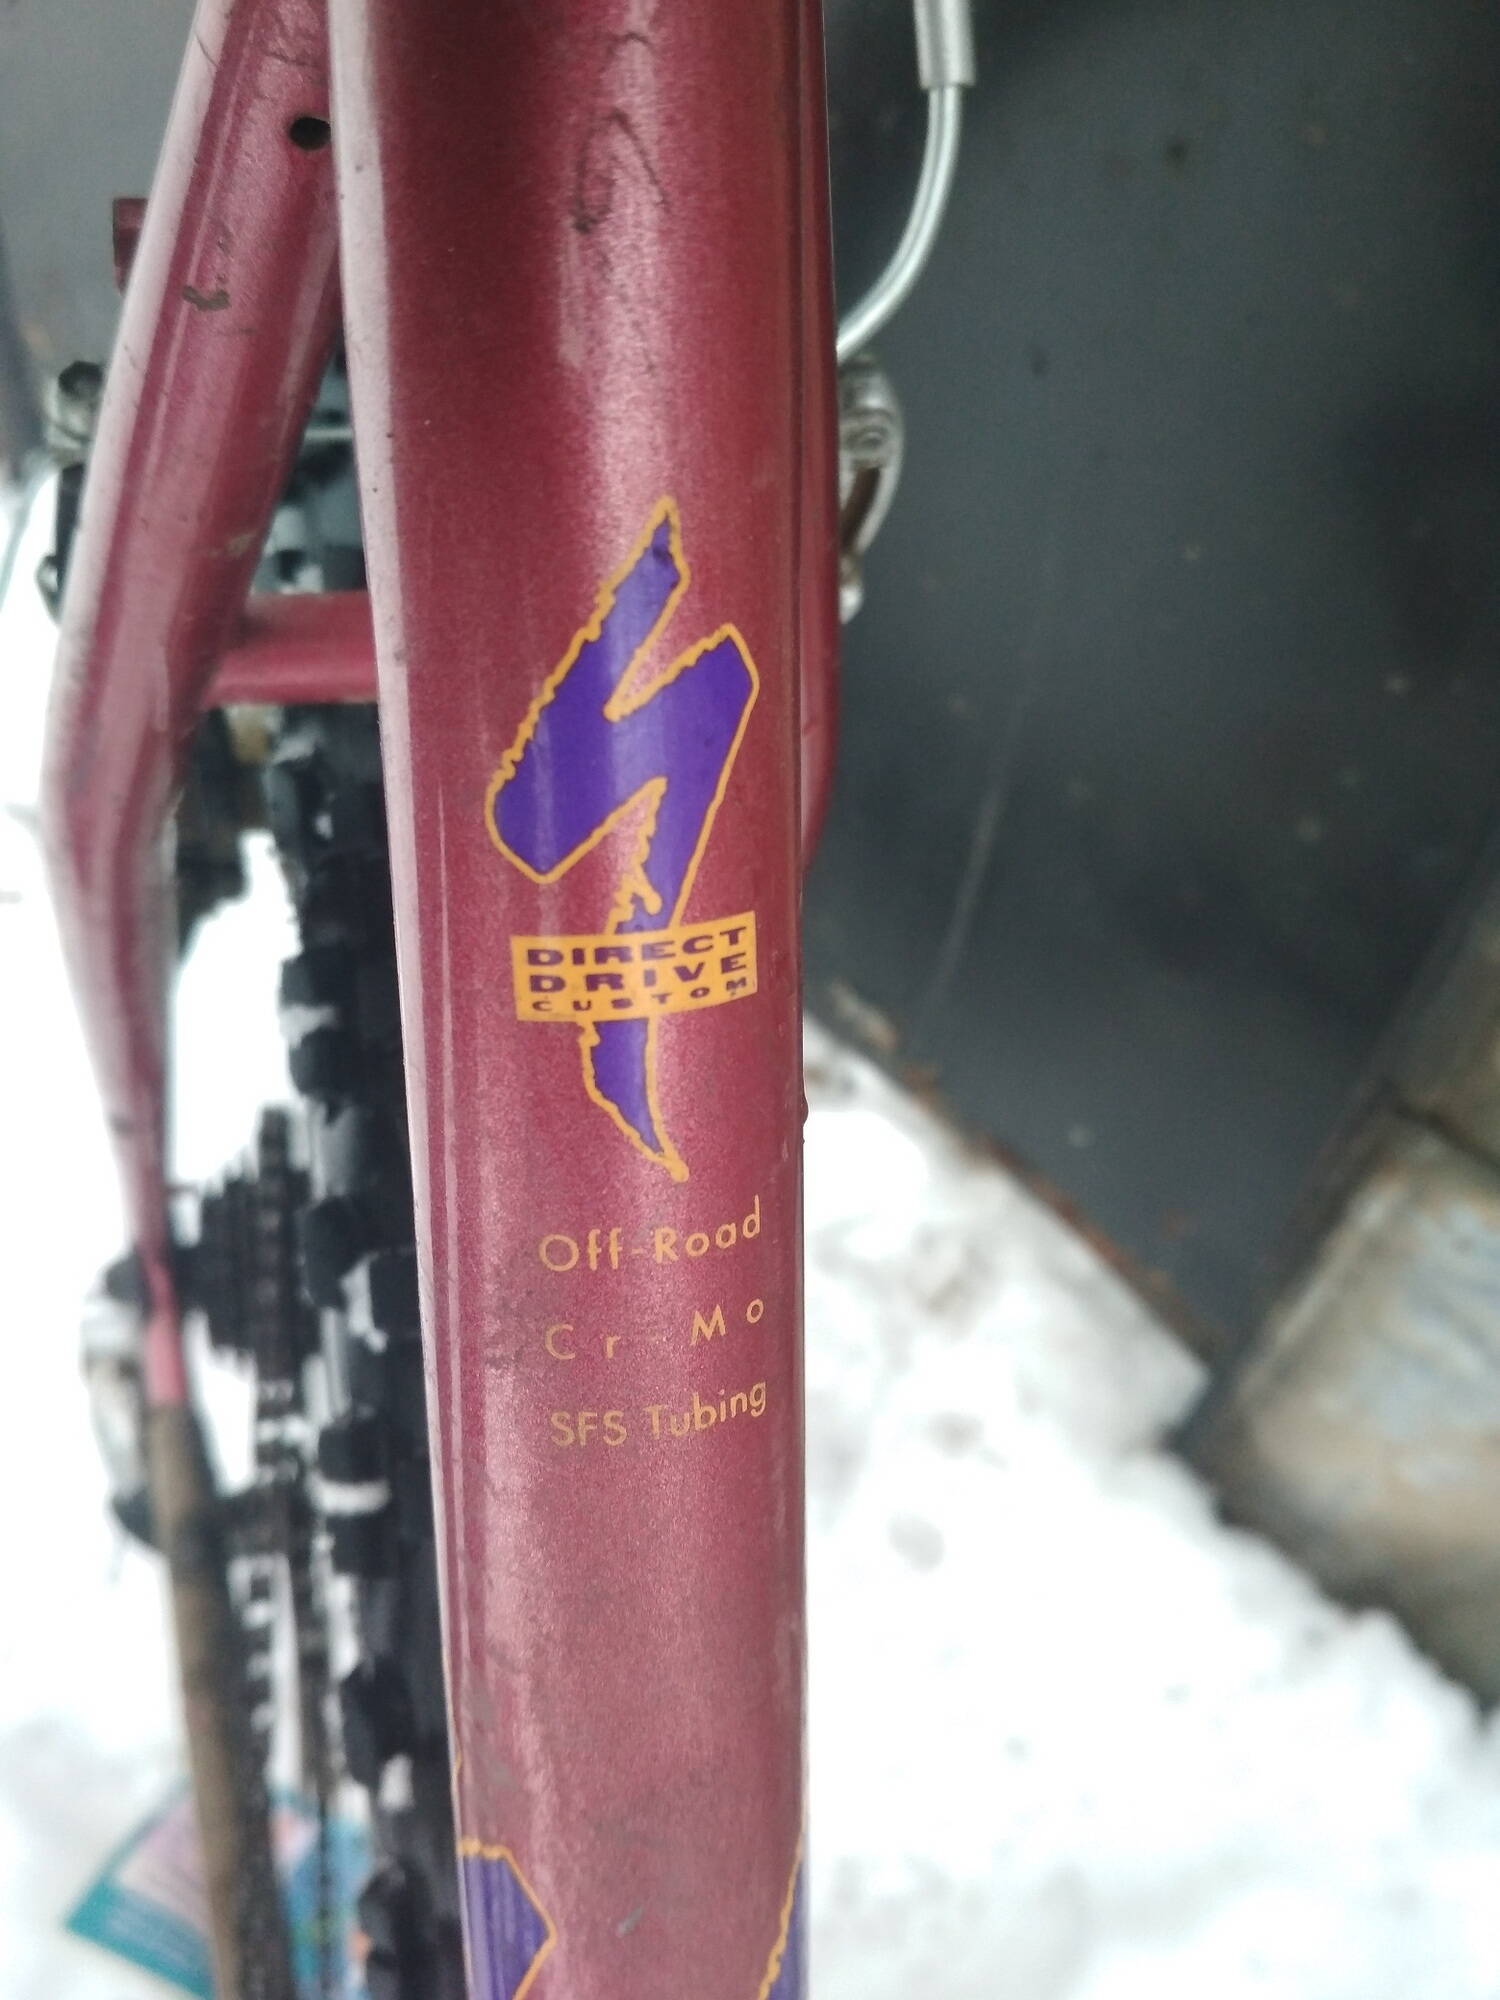 DIRECT
DRIVE
CUSTOM
Off-Road
Cr-Mo
SFS Tubing